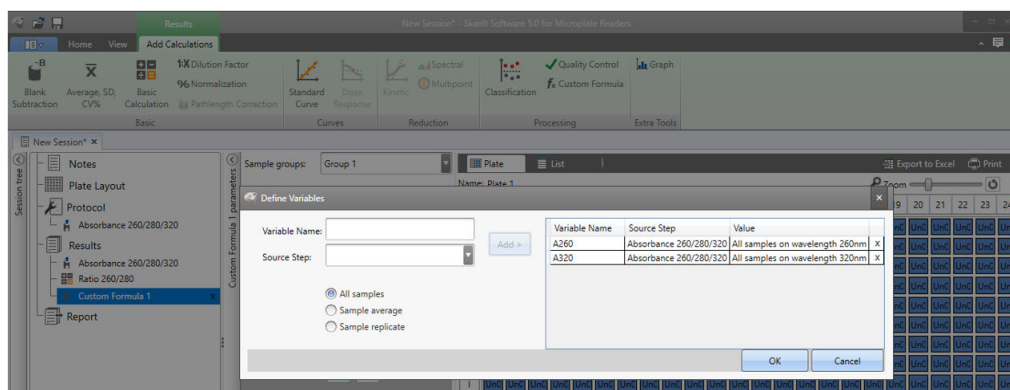 New Session* - SkanIt Software 5.0 for Microplate Readers
Results
Home View Add Calculations
Blank Subtraction
Average, SD, CV%
Basic Calculation
Dilution Factor
Normalization
Pathlength Correction
Basic
Standard Curve
Dose Response
Curves
Kinetic
Spectral
Multipoint
Reduction
Classification
Quality Control
Custom Formula
Processing
Graph
Extra Tools
New Session* x
Session tree
Notes
Plate Layout
Protocol
Absorbance 260/280/320
Results
Absorbance 260/280/320
Ratio 260/280
Custom Formula 1 x
Report
Custom Formula 1 parameters
Sample groups: Group 1
Plate List
Export to Excel Print
Name: Plate 1
Zoom
19 20 21 22 23
Define Variables x
Variable Name:
Source Step:
Add >
All samples
Sample average
Sample replicate
Variable Name Source Step Value
A260 Absorbance 260/280/320 All samples on wavelength 260nm x
A320 Absorbance 260/280/320 All samples on wavelength 320nm x
OK Cancel